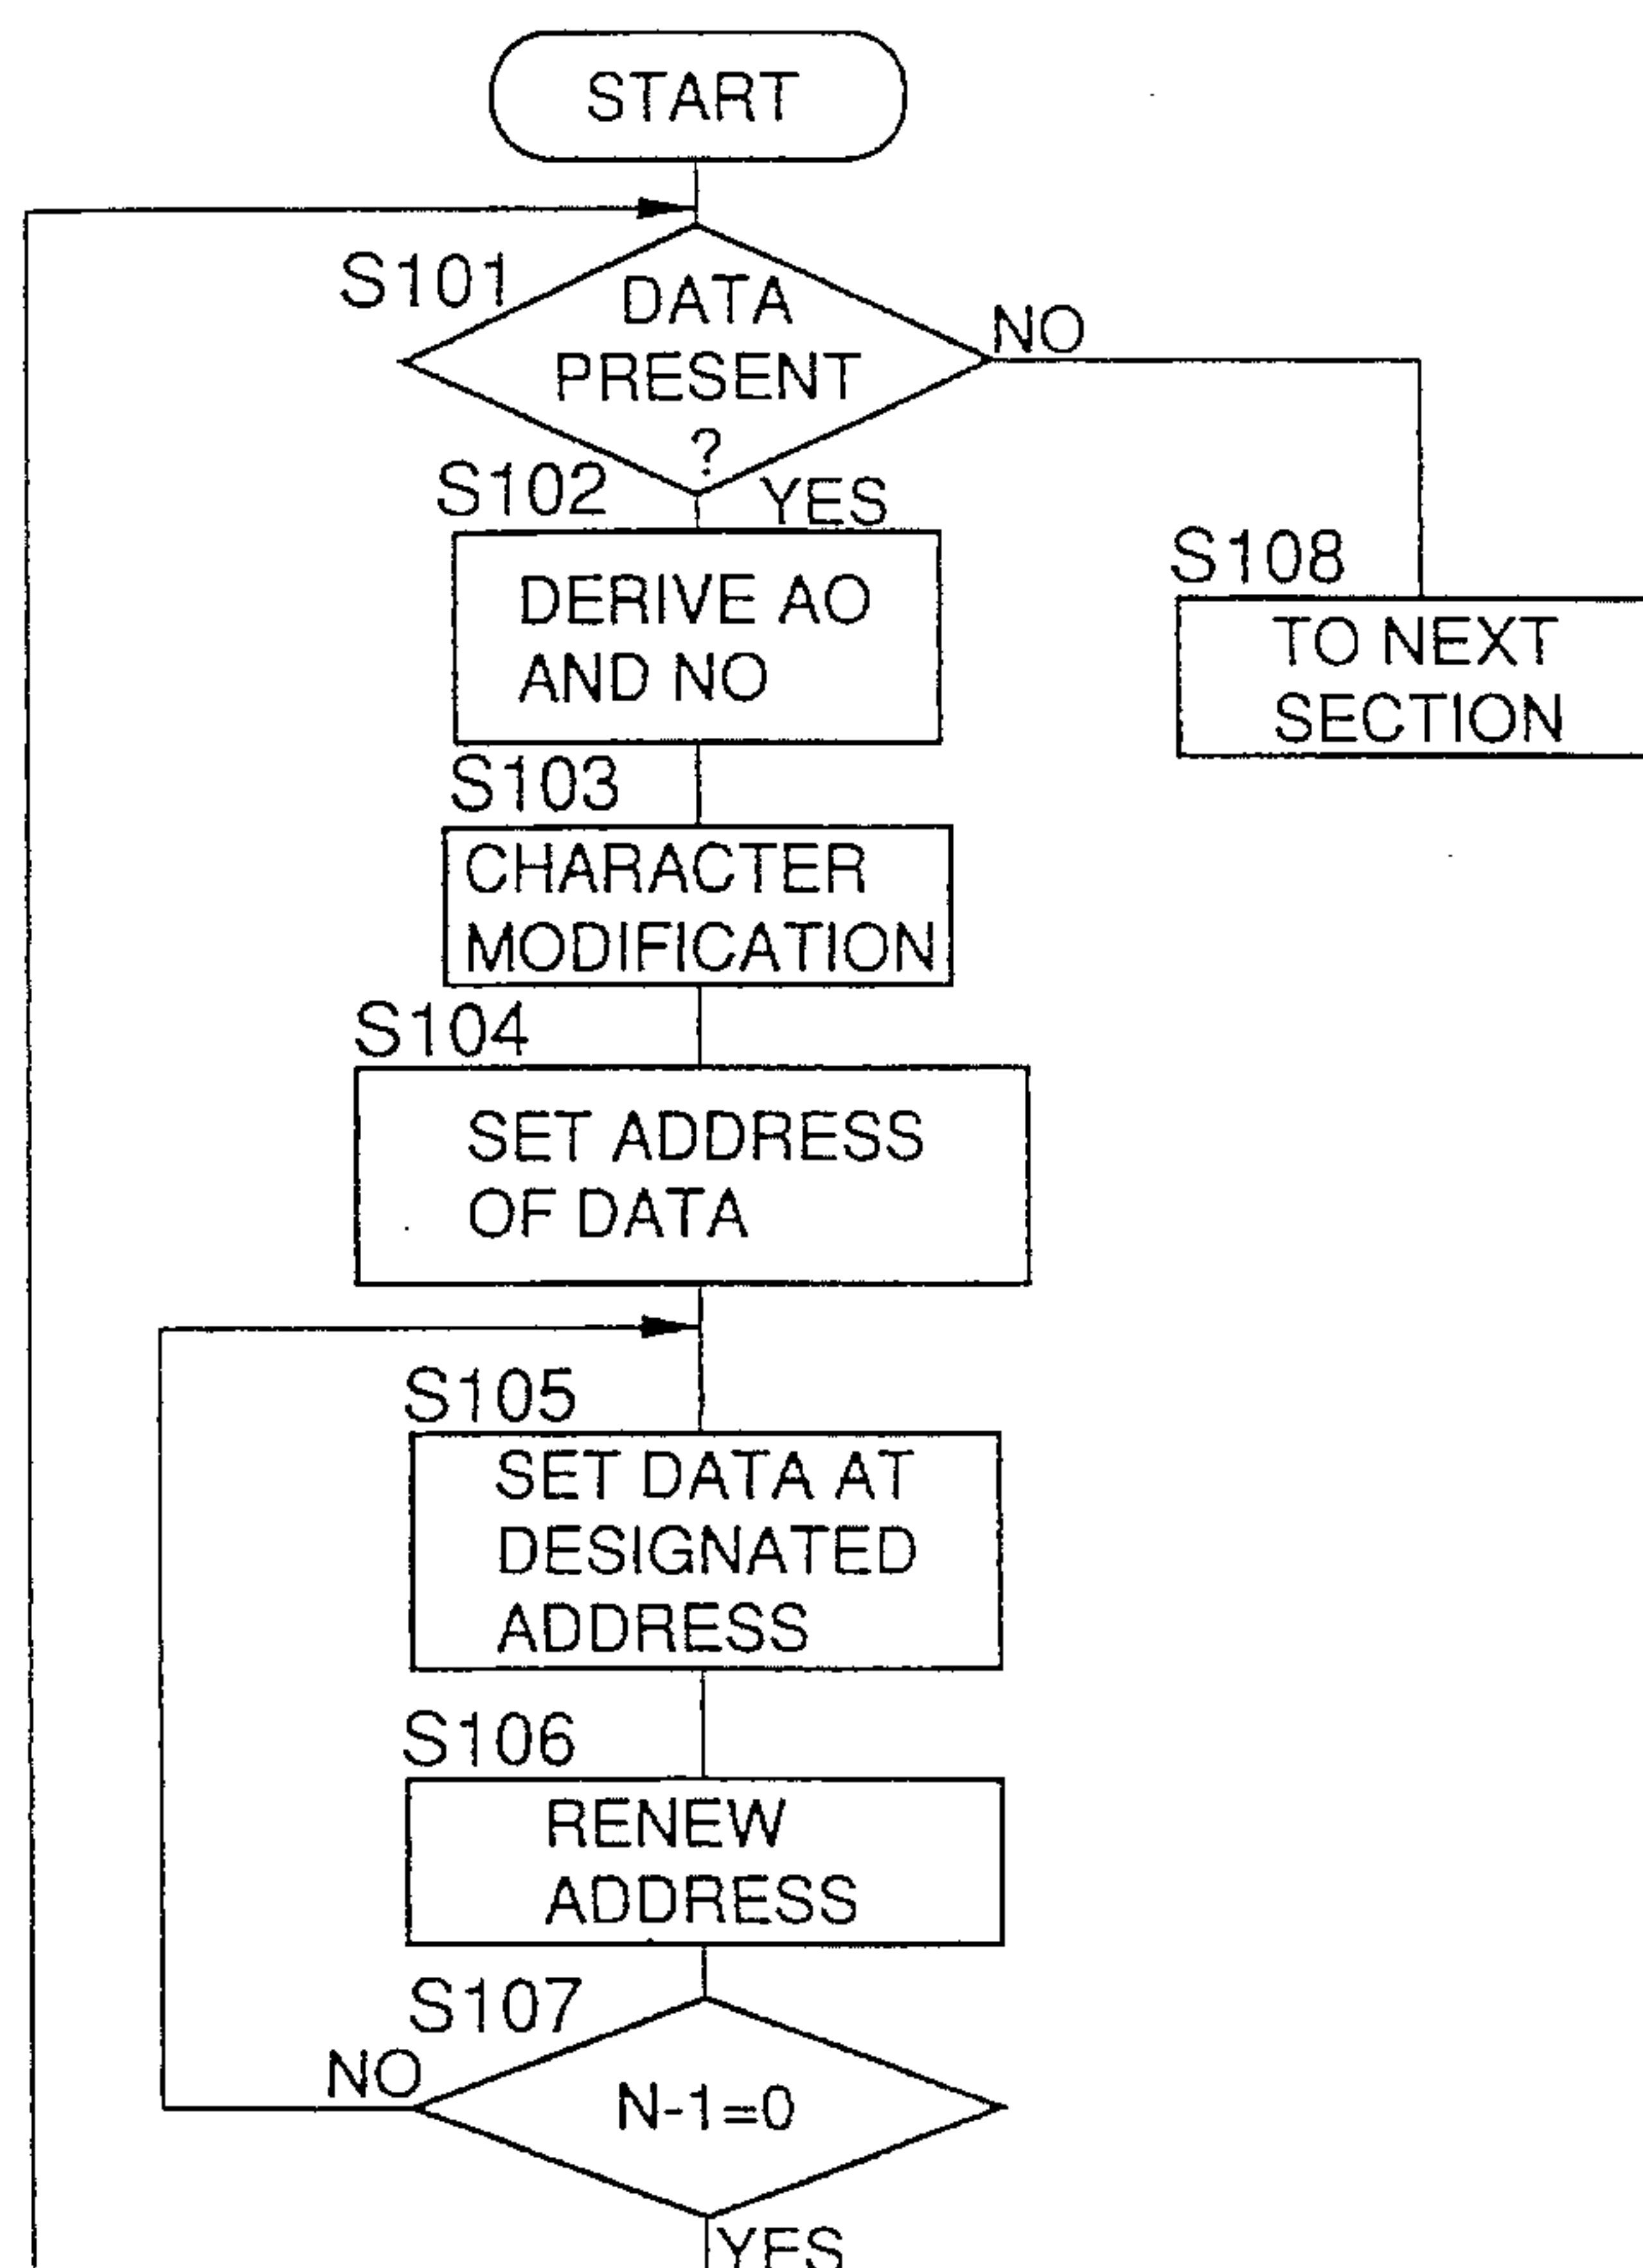 START
S101
DATA
PRESENT
?
NO
S102
YES
DERIVE AO
AND NO
S108
TO NEXT
SECTION
S103
CHARACTER
MODIFICATION
S104
SET ADDRESS
OF DATA
S105
SET DATA AT
DESIGNATED
ADDRESS
S106
RENEW
ADDRESS
S107
NO
N-1=0
YES